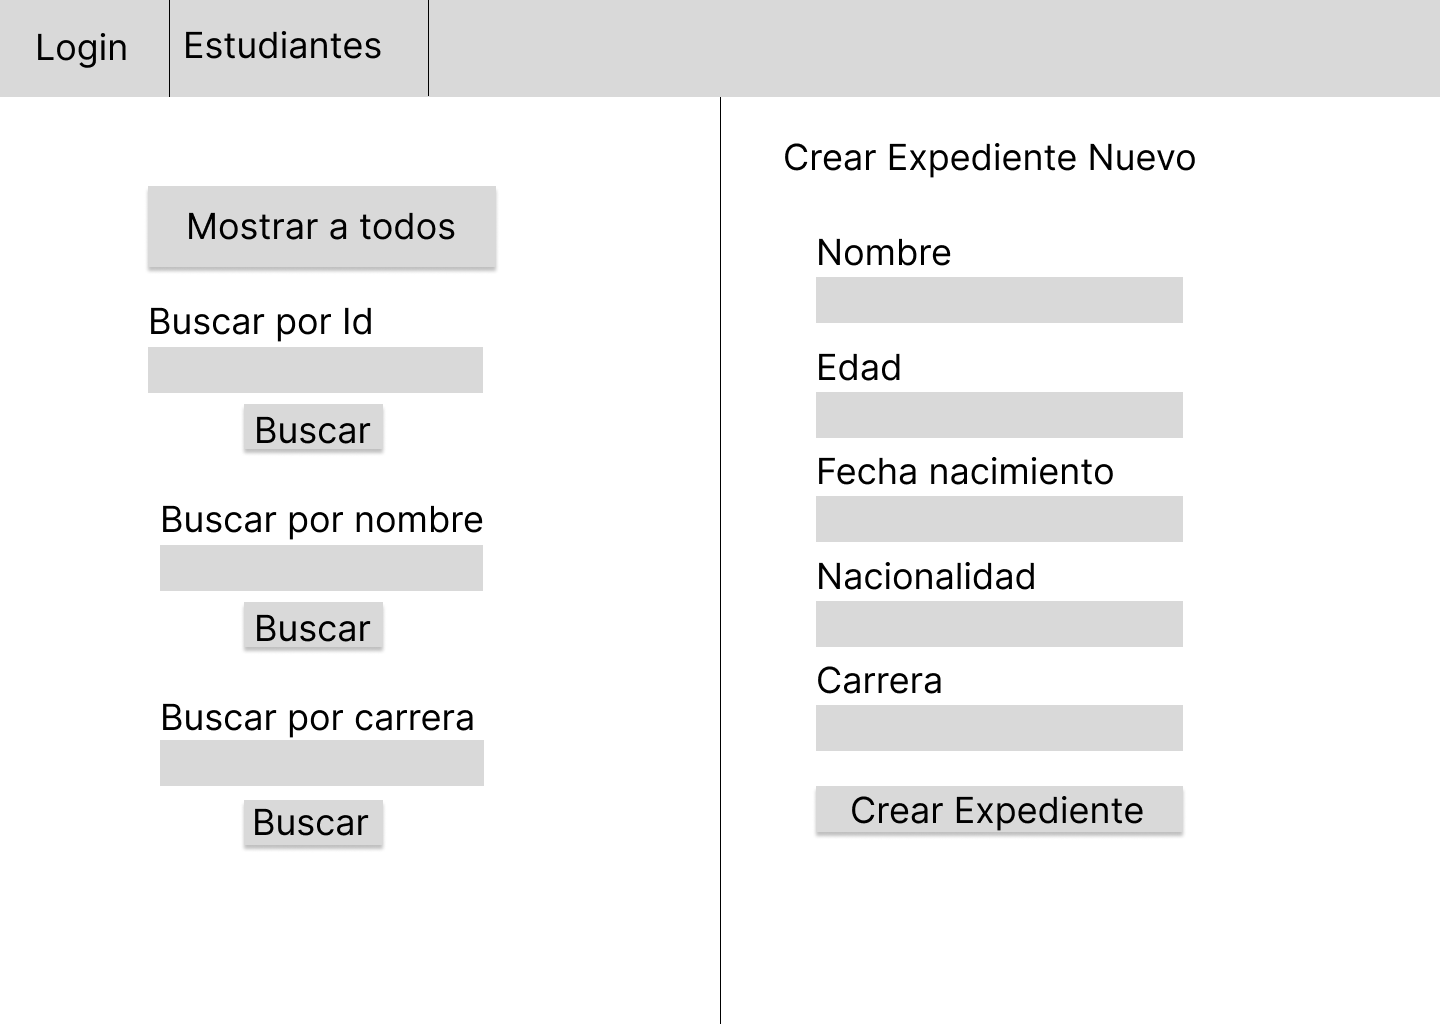 Login
Estudiantes
Mostrar a todos
Buscar por Id
Buscar
Buscar por nombre
Buscar
Buscar por carrera
Buscar
Crear Expediente Nuevo
Nombre
Edad
Fecha nacimiento
Nacionalidad
Carrera
Crear Expediente